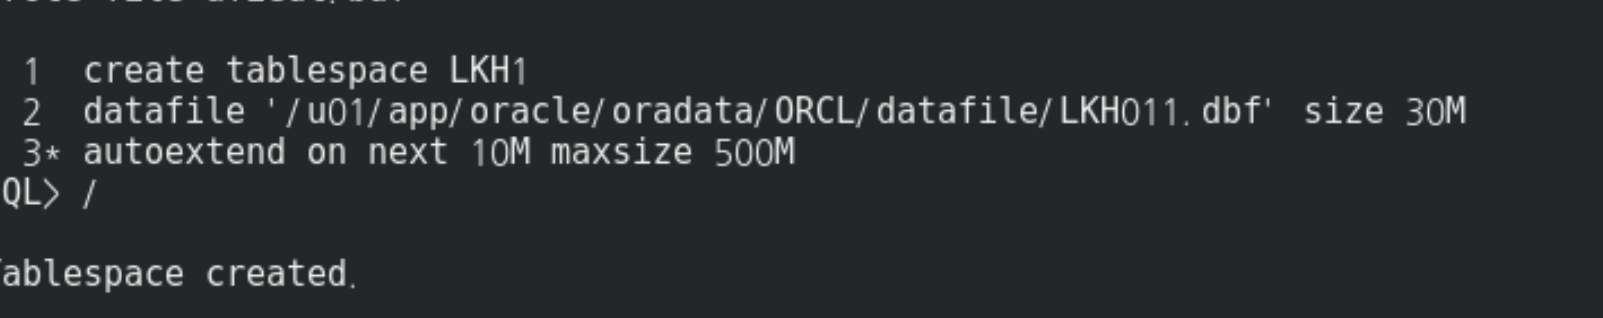 1 create tablespace LKH1
2 datafile '/u01/app/oracle/oradata/ORCL/datafile/LKH011.dbf' size 30M
3* autoextend on next 10M maxsize 500M
QL> /
ablespace created.